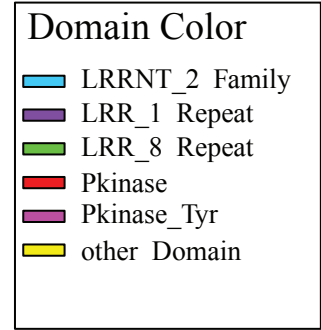 Domain Color
LRRNT_2 Family
LRR_1 Repeat
LRR_8 Repeat
Pkinase
Pkinase_Tyr
other Domain